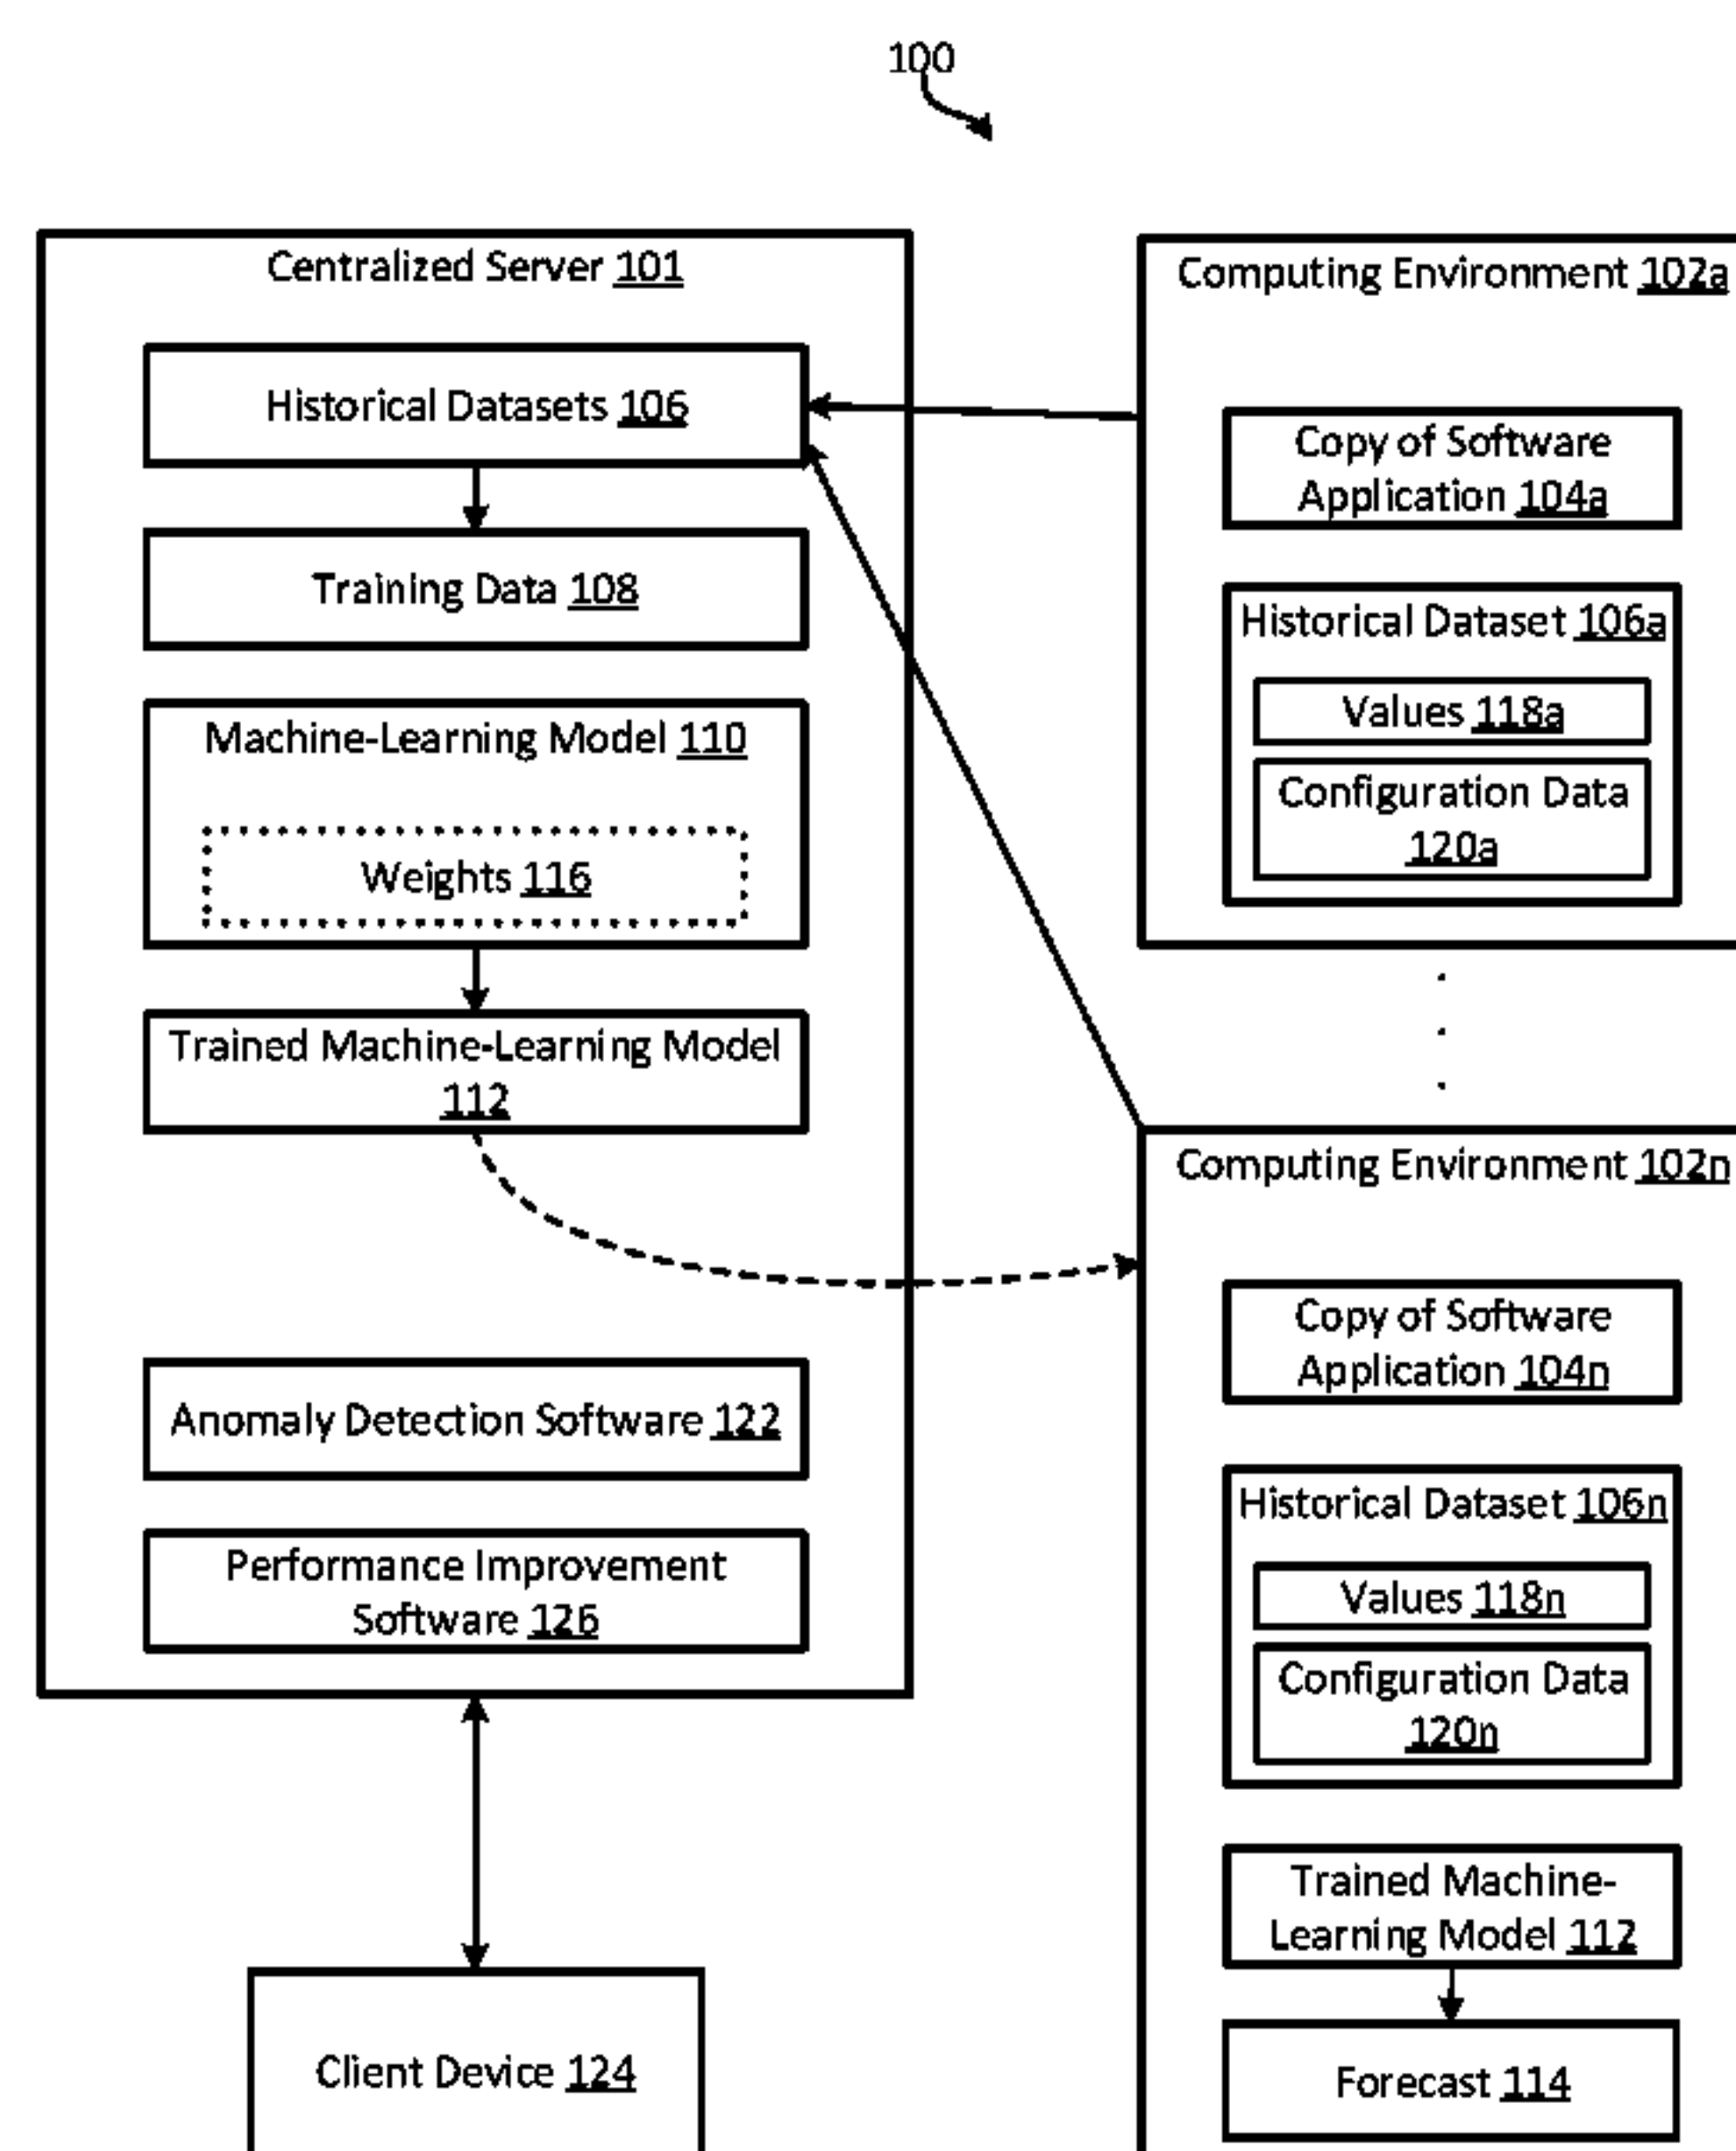 100
Centralized Server 101
Historical Datasets 106
Training Data 108
Machine-Learning Model 110
Weights 116
Trained Machine-Learning Model
112
Anomaly Detection Software 122
Performance Improvement
Software 126
Client Device 124
Computing Environment 102a
Copy of Software
Application 104a
Historical Dataset 106a
Values 118a
Configuration Data
120a
Computing Environment 102n
Copy of Software
Application 104n
Historical Dataset 106n
Values 118n
Configuration Data
120n
Trained Machine-
Learning Model 112
Forecast 114